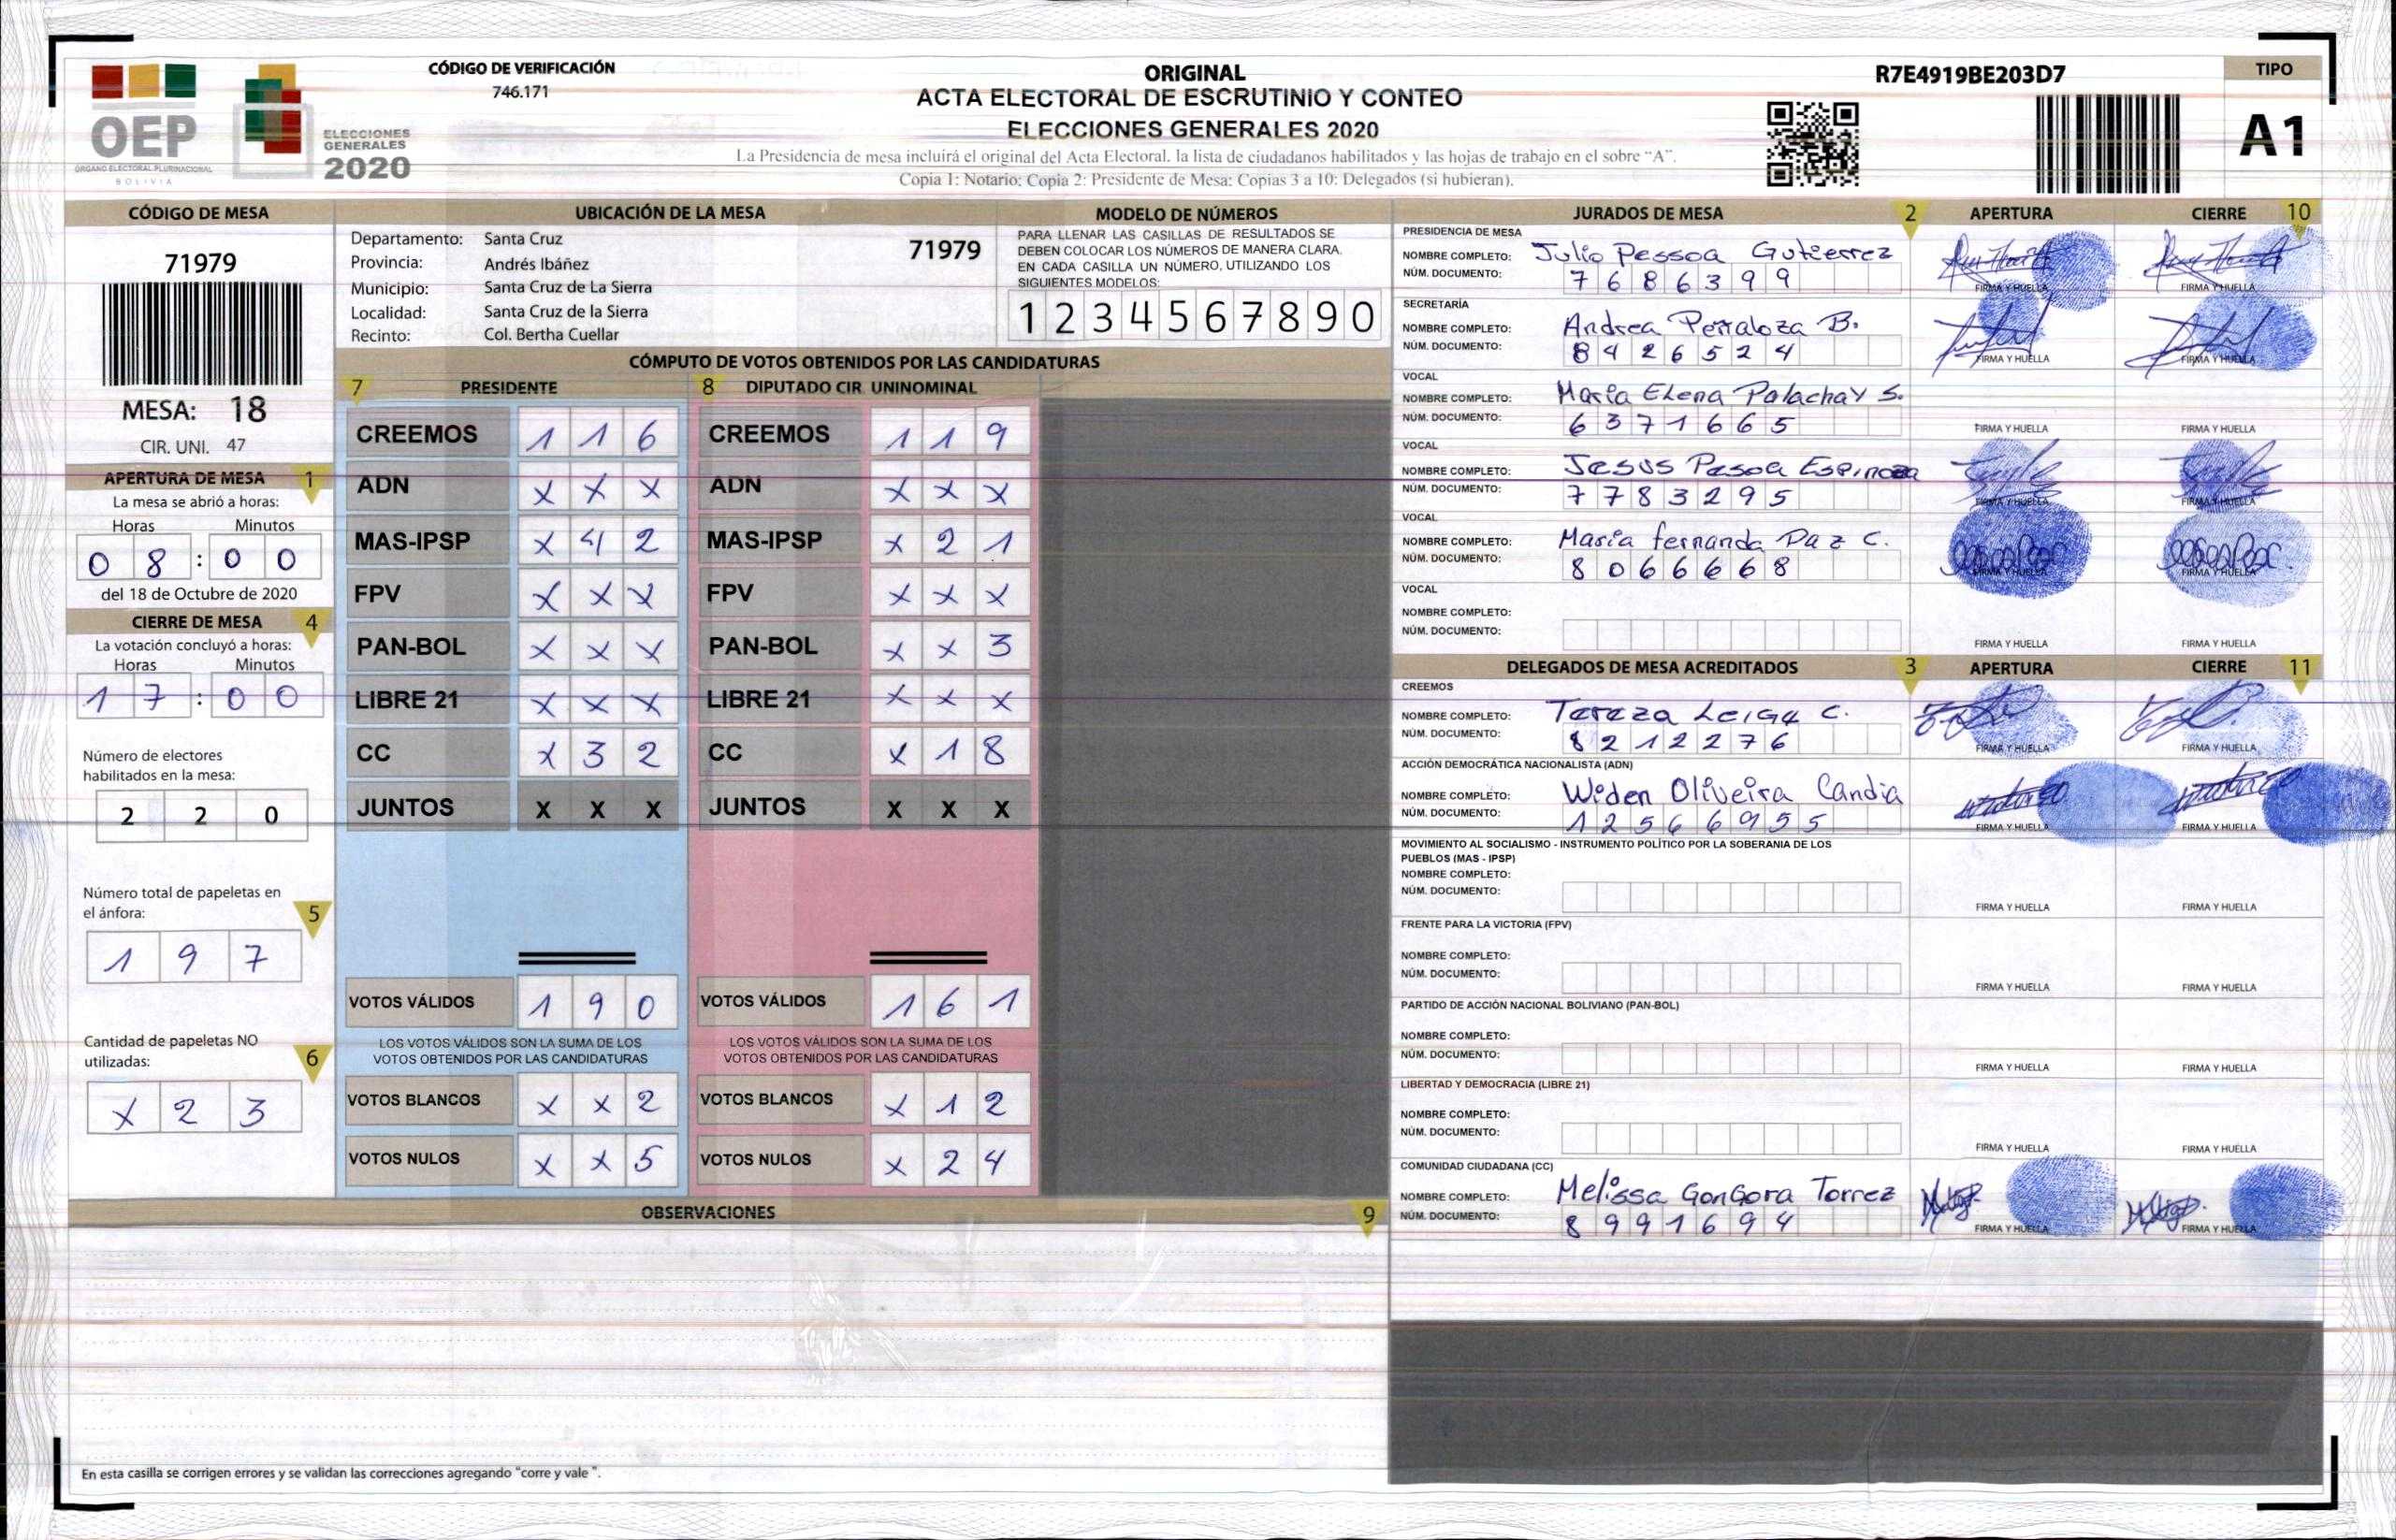 CÓDIGO DE VERIFICACIÓN
746.171
OEP
ÓRGANO ELECTORAL PLURINACIONAL
BOLIVIA
ELECCIONES
GENERALES
2020
ORIGINAL
ACTA ELECTORAL DE ESCRUTINIO Y CONTEO
ELECCIONES GENERALES 2020
La Presidencia de mesa incluirá el original del Acta Electoral. la lista de ciudadanos habilitados y las hojas de trabajo en el sobre "A".
Copia 1: Notario; Copia 2: Presidente de Mesa: Copias 3 a 10: Delegados (si hubieran).
R7E4919BE203D7
TIPO
A1
CÓDIGO DE MESA
71979
MESA: 18
CIR. UNI. 47
APERTURA DE MESA 1
La mesa se abrió a horas:
Horas Minutos
0 8 : 0 0
del 18 de Octubre de 2020
CIERRE DE MESA 4
La votación concluyó a horas:
Horas Minutos
1 7 : 0 0
Número de electores
habilitados en la mesa:
2 2 0
Número total de papeletas en
el ánfora: 5
1 9 7
Cantidad de papeletas NO
utilizadas: 6
X 2 3
UBICACIÓN DE LA MESA
Departamento: Santa Cruz 71979
Provincia: Andrés Ibáñez
Municipio: Santa Cruz de La Sierra
Localidad: Santa Cruz de la Sierra
Recinto: Col. Bertha Cuellar
MODELO DE NÚMEROS
PARA LLENAR LAS CASILLAS DE RESULTADOS SE
DEBEN COLOCAR LOS NÚMEROS DE MANERA CLARA.
EN CADA CASILLA UN NÚMERO, UTILIZANDO LOS
SIGUIENTES MODELOS:
1 2 3 4 5 6 7 8 9 0
CÓMPUTO DE VOTOS OBTENIDOS POR LAS CANDIDATURAS
7 PRESIDENTE
CREEMOS 1 1 6
ADN X X X
MAS-IPSP X 4 2
FPV X X X
PAN-BOL X X X
LIBRE 21 X X X
CC X 3 2
JUNTOS X X X
VOTOS VÁLIDOS 1 9 0
LOS VOTOS VÁLIDOS SON LA SUMA DE LOS
VOTOS OBTENIDOS POR LAS CANDIDATURAS
VOTOS BLANCOS X X 2
VOTOS NULOS X X 5
8 DIPUTADO CIR. UNINOMINAL
CREEMOS 1 1 9
ADN X X X
MAS-IPSP X 2 1
FPV X X X
PAN-BOL X X 3
LIBRE 21 X X X
CC X 1 8
JUNTOS X X X
VOTOS VÁLIDOS 1 6 1
LOS VOTOS VÁLIDOS SON LA SUMA DE LOS
VOTOS OBTENIDOS POR LAS CANDIDATURAS
VOTOS BLANCOS X 1 2
VOTOS NULOS X 2 4
OBSERVACIONES 9
En esta casilla se corrigen errores y se validan las correcciones agregando "corre y vale ".
JURADOS DE MESA 2 APERTURA CIERRE 10
PRESIDENCIA DE MESA
NOMBRE COMPLETO: Julio Pessoa Gutierrez
NÚM. DOCUMENTO: 7 6 8 6 3 9 9
FIRMA Y HUELLA FIRMA Y HUELLA
SECRETARÍA
NOMBRE COMPLETO: Andrea Peñaloza B.
NÚM. DOCUMENTO: 8 4 2 6 5 2 4
FIRMA Y HUELLA FIRMA Y HUELLA
VOCAL
NOMBRE COMPLETO: Maria Elena Palachay S.
NÚM. DOCUMENTO: 6 3 7 1 6 6 5
FIRMA Y HUELLA FIRMA Y HUELLA
VOCAL
NOMBRE COMPLETO: Jesus Pesoa Espinoza
NÚM. DOCUMENTO: 7 7 8 3 2 9 5
FIRMA Y HUELLA FIRMA Y HUELLA
VOCAL
NOMBRE COMPLETO: Maria fernanda Paz C.
NÚM. DOCUMENTO: 8 0 6 6 6 6 8
FIRMA Y HUELLA FIRMA Y HUELLA
VOCAL
NOMBRE COMPLETO:
NÚM. DOCUMENTO:
FIRMA Y HUELLA FIRMA Y HUELLA
DELEGADOS DE MESA ACREDITADOS 3 APERTURA CIERRE 11
CREEMOS
NOMBRE COMPLETO: Tereza Leiga C.
NÚM. DOCUMENTO: 8 2 1 2 2 7 6
FIRMA Y HUELLA FIRMA Y HUELLA
ACCIÓN DEMOCRÁTICA NACIONALISTA (ADN)
NOMBRE COMPLETO: Widen Oliveira Candia
NÚM. DOCUMENTO: 1 2 5 6 6 9 5 5
FIRMA Y HUELLA FIRMA Y HUELLA
MOVIMIENTO AL SOCIALISMO - INSTRUMENTO POLÍTICO POR LA SOBERANIA DE LOS
PUEBLOS (MAS - IPSP)
NOMBRE COMPLETO:
NÚM. DOCUMENTO:
FIRMA Y HUELLA FIRMA Y HUELLA
FRENTE PARA LA VICTORIA (FPV)
NOMBRE COMPLETO:
NÚM. DOCUMENTO:
FIRMA Y HUELLA FIRMA Y HUELLA
PARTIDO DE ACCIÓN NACIONAL BOLIVIANO (PAN-BOL)
NOMBRE COMPLETO:
NÚM. DOCUMENTO:
FIRMA Y HUELLA FIRMA Y HUELLA
LIBERTAD Y DEMOCRACIA (LIBRE 21)
NOMBRE COMPLETO:
NÚM. DOCUMENTO:
FIRMA Y HUELLA FIRMA Y HUELLA
COMUNIDAD CIUDADANA (CC)
NOMBRE COMPLETO: Melissa Gongora Torrez
NÚM. DOCUMENTO: 8 9 9 1 6 9 4
FIRMA Y HUELLA FIRMA Y HUELLA